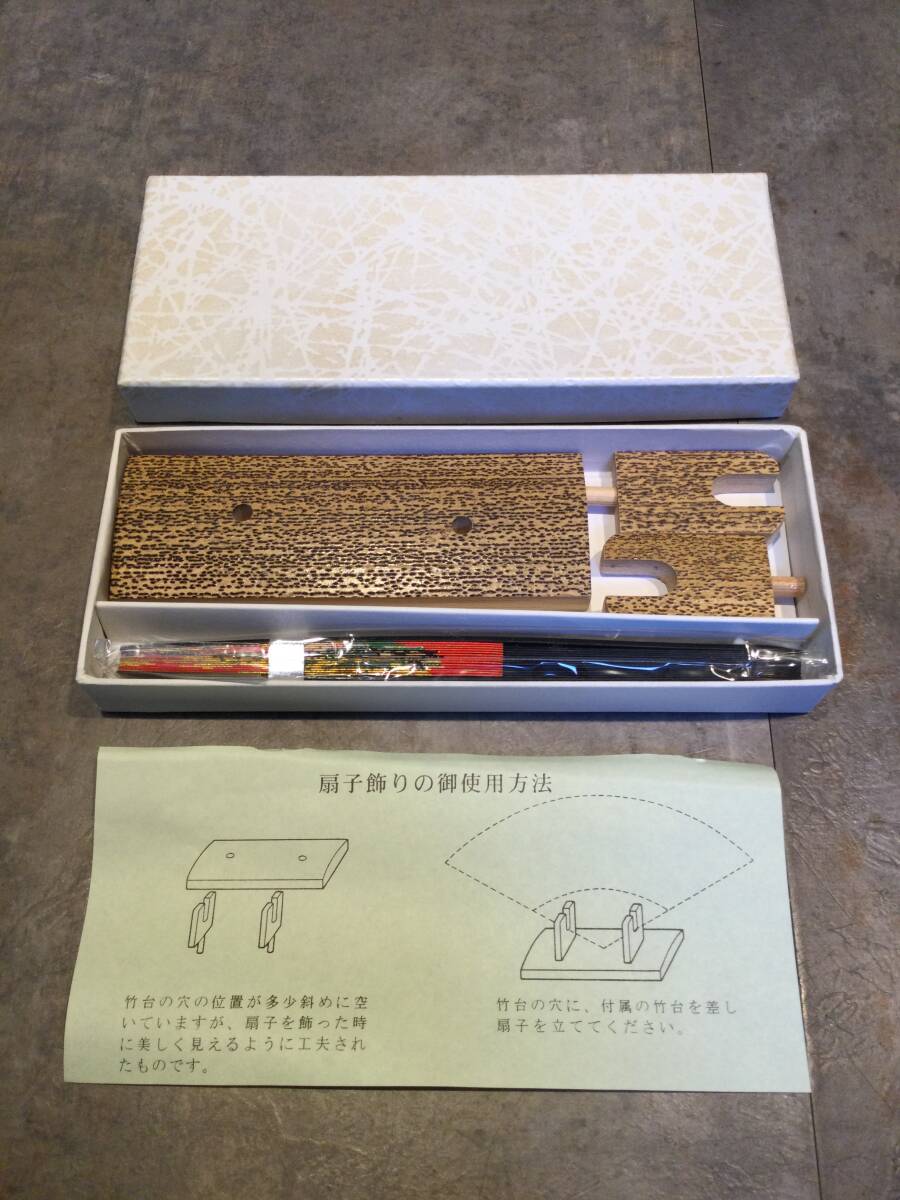 扇子飾りの御使用方法
竹台の穴の位置が多少斜めに空
いていますが、扇子を飾った時
に美しく見えるように工夫され
たものです。
竹台の穴に、付属の竹台を差し
扇子を立ててください。